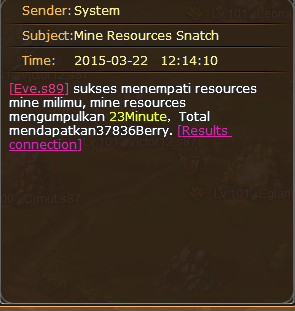 Sender: System
Subject: Mine Resources Snatch
Time: 2015-03-22 12:14:10
[Eve.s89] sukses menempati resources
mine milimu, mine resources
mengumpulkan 23Minute, Total
mendapatkan37836Berry. [Results
connection]